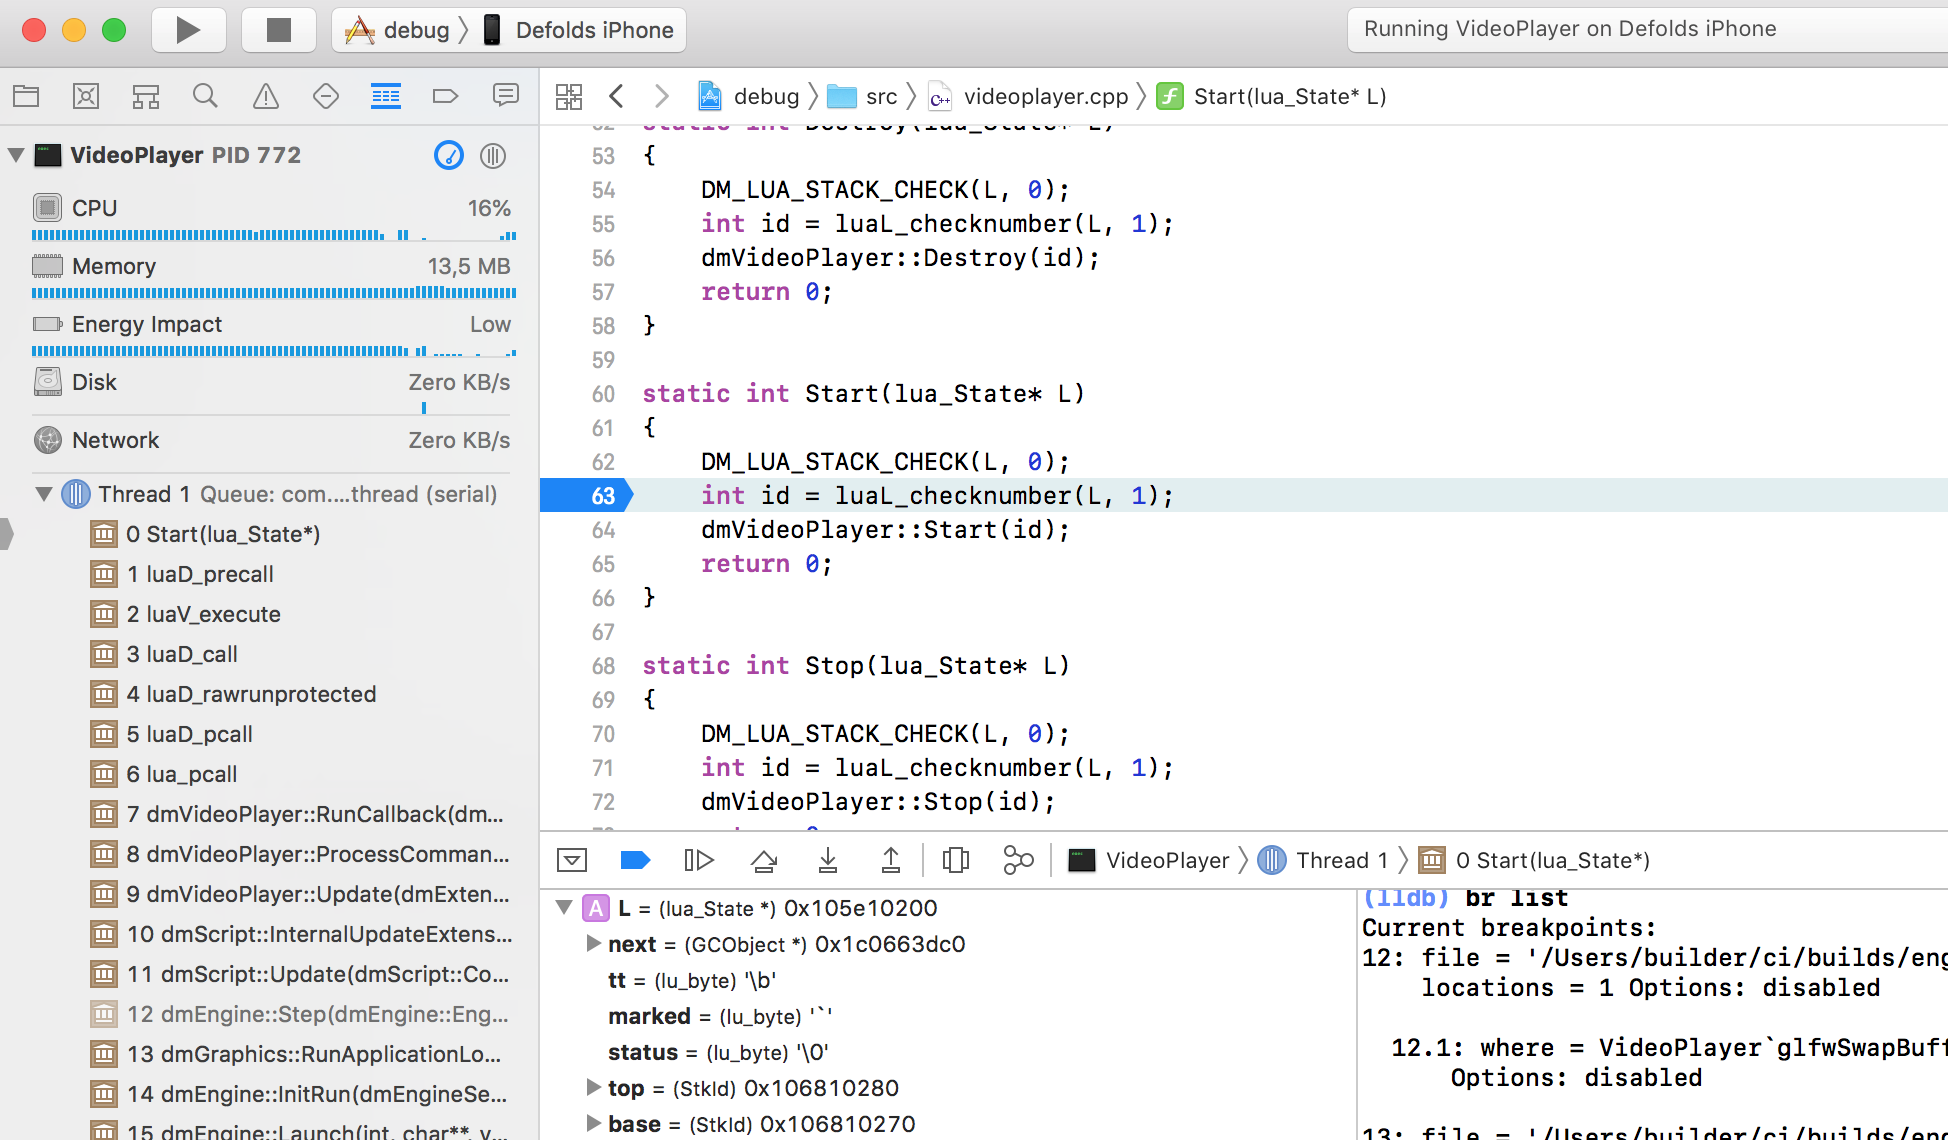 debug Defolds iPhone
Running VideoPlayer on Defolds iPhone
debug src videoplayer.cpp Start(lua_State* L)
VideoPlayer PID 772
CPU 16%
Memory 13,5 MB
Energy Impact Low
Disk Zero KB/s
Network Zero KB/s
Thread 1 Queue: com....thread (serial)
0 Start(lua_State*)
1 luaD_precall
2 luaV_execute
3 luaD_call
4 luaD_rawrunprotected
5 luaD_pcall
6 lua_pcall
7 dmVideoPlayer::RunCallback(dm...
8 dmVideoPlayer::ProcessComman...
9 dmVideoPlayer::Update(dmExten...
10 dmScript::InternalUpdateExtens...
11 dmScript::Update(dmScript::Co...
12 dmEngine::Step(dmEngine::Eng...
13 dmGraphics::RunApplicationLo...
14 dmEngine::InitRun(dmEngineSe...
15 dmEngine::Launch(int, char**, v...
52 static int Destroy(lua_State* L)
53 {
54 DM_LUA_STACK_CHECK(L, 0);
55 int id = luaL_checknumber(L, 1);
56 dmVideoPlayer::Destroy(id);
57 return 0;
58 }
59
60 static int Start(lua_State* L)
61 {
62 DM_LUA_STACK_CHECK(L, 0);
63 int id = luaL_checknumber(L, 1);
64 dmVideoPlayer::Start(id);
65 return 0;
66 }
67
68 static int Stop(lua_State* L)
69 {
70 DM_LUA_STACK_CHECK(L, 0);
71 int id = luaL_checknumber(L, 1);
72 dmVideoPlayer::Stop(id);
VideoPlayer Thread 1 0 Start(lua_State*)
A L = (lua_State *) 0x105e10200
next = (GCObject *) 0x1c0663dc0
tt = (lu_byte) '\b'
marked = (lu_byte) '`'
status = (lu_byte) '\0'
top = (StkId) 0x106810280
base = (StkId) 0x106810270
(lldb) br list
Current breakpoints:
12: file = '/Users/builder/ci/builds/eng
locations = 1 Options: disabled
12.1: where = VideoPlayer`glfwSwapBuff
Options: disabled
13: file = '/Users/builder/ci/builds/eng